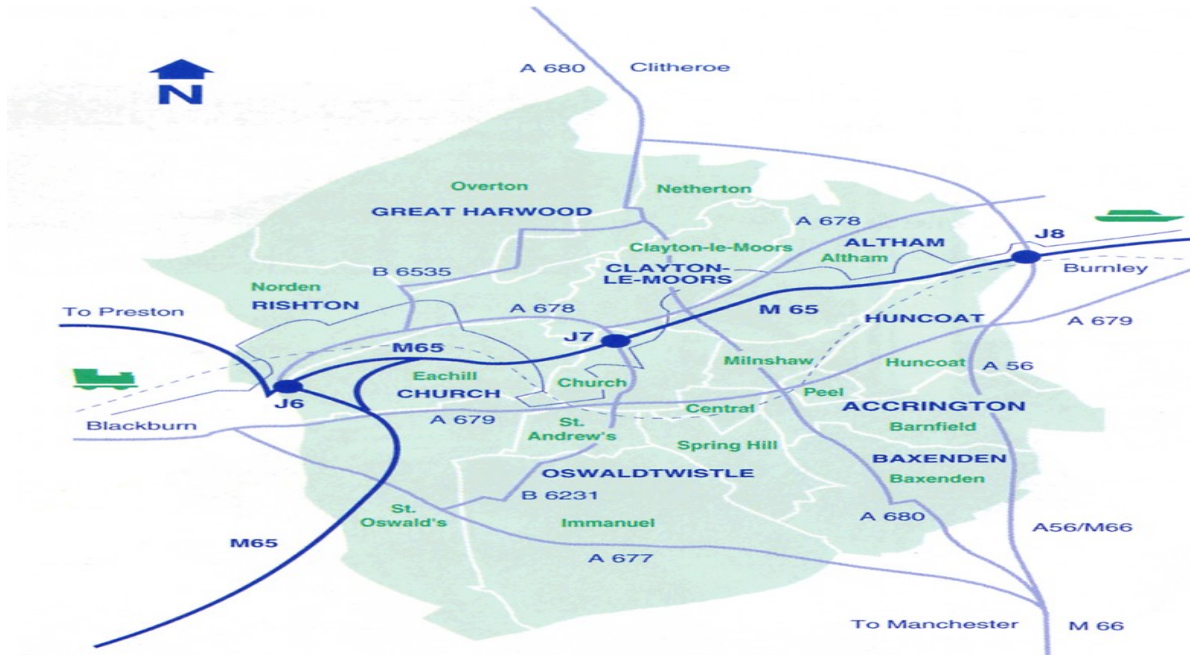 A 680
Clitheroe
N
Overton
Netherton
GREAT HARWOOD
A 678
J8
Clayton-le-Moors
ALTHAM
Altham
CLAYTON-
LE-MOORS
Burnley
B 6535
Norden
RISHTON
To Preston
A 678
M 65
HUNCOAT
A 679
J7
M65
Milnshaw
Huncoat
A 56
Eachill
Church
CHURCH
Peel
J6
Central
ACCRINGTON
A 679
Blackburn
St.
Andrew's
Barnfield
Spring Hill
BAXENDEN
OSWALDTWISTLE
Baxenden
B 6231
St.
Oswald's
Immanuel
A 680
A56/M66
M65
A 677
To Manchester
M 66